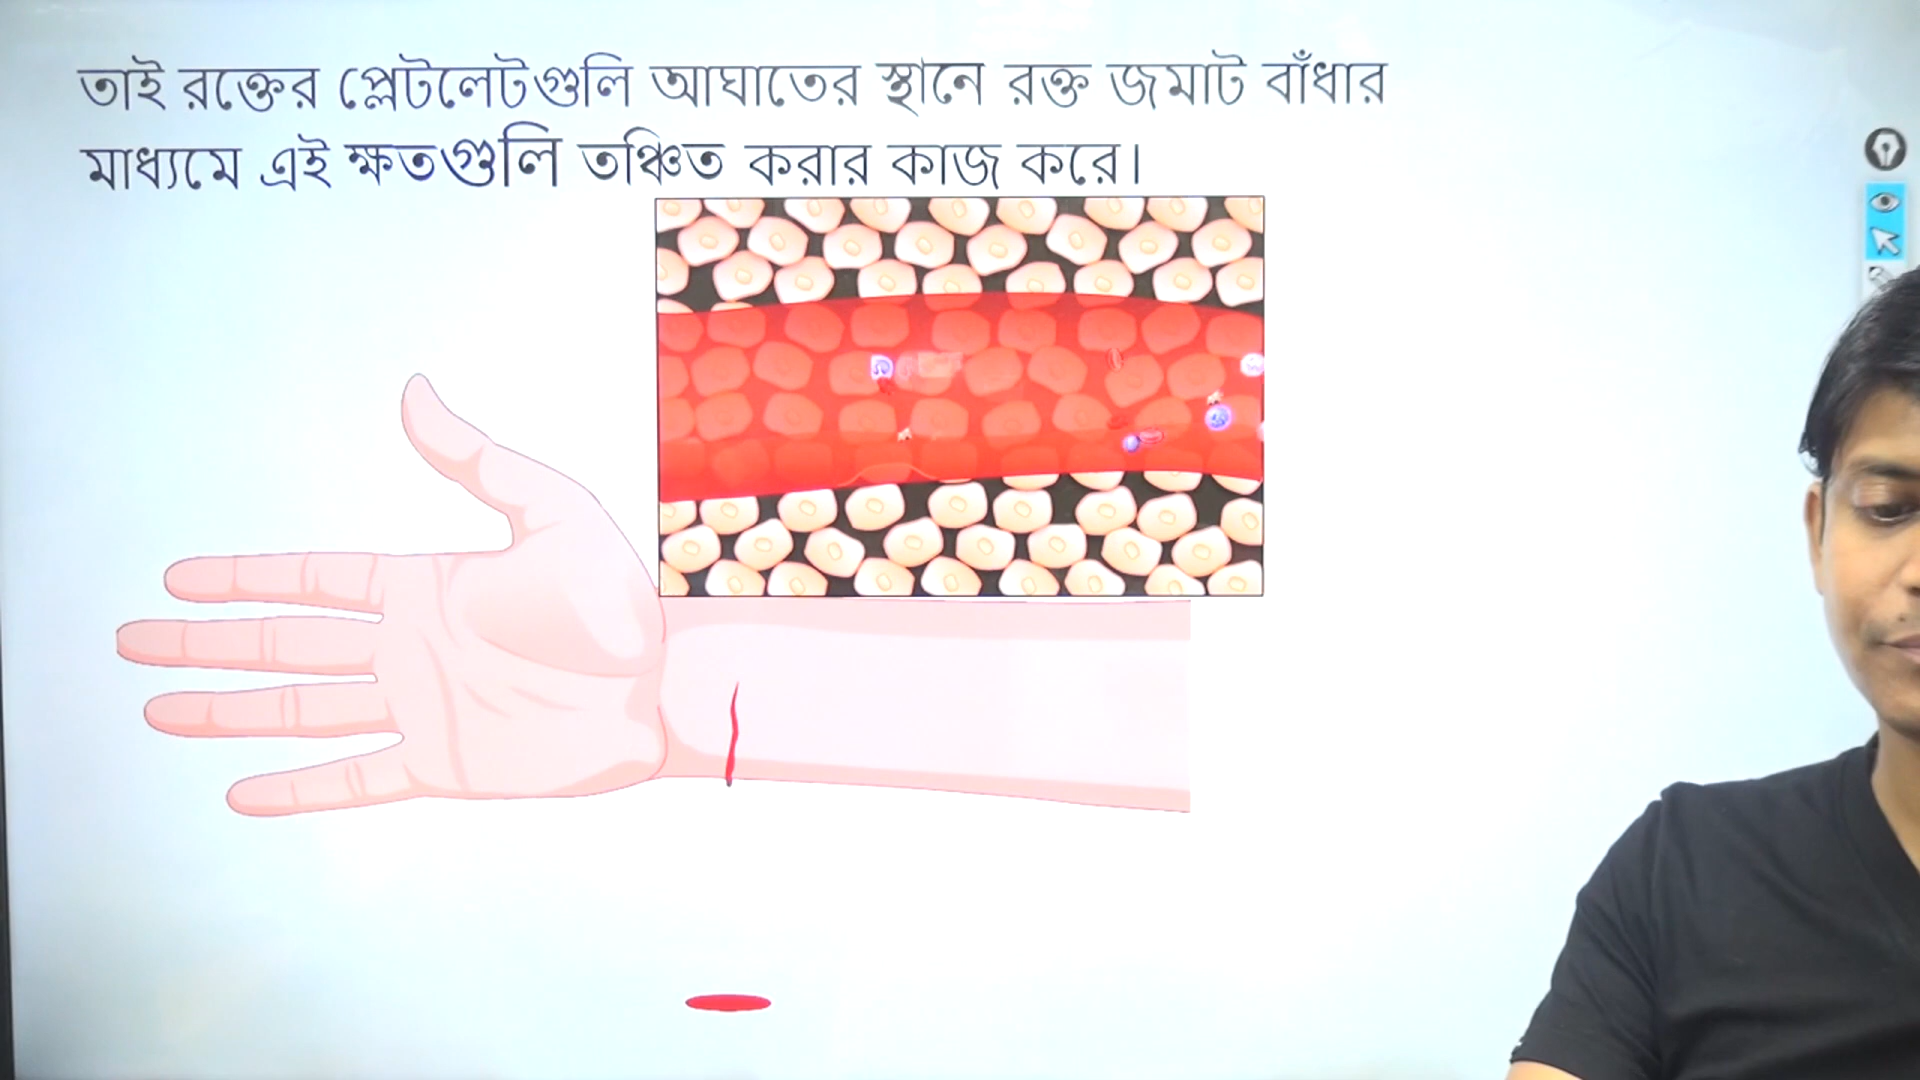 তাই রক্তের প্লেটলেটগুলি আঘাতের স্থানে রক্ত জমাট বাঁধার
মাধ্যমে এই ক্ষতগুলি তঞ্চিত করার কাজ করে।